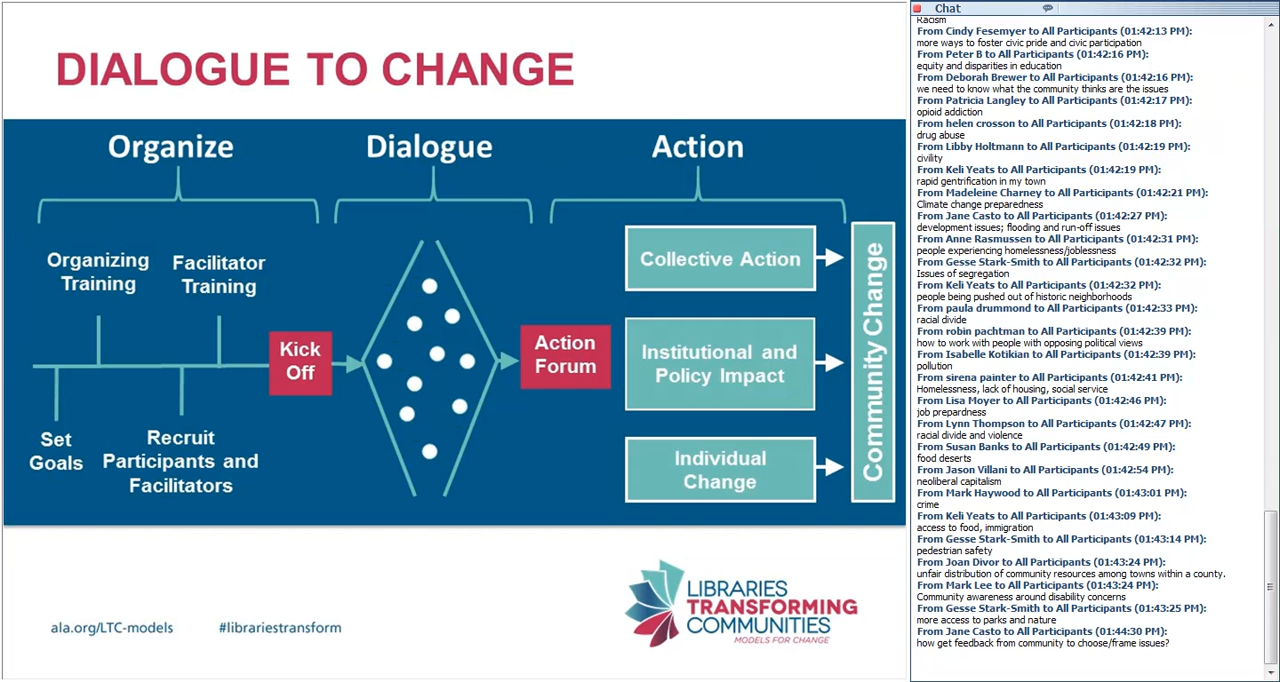 DIALOGUE TO CHANGE
Organize
Dialogue
Action
Organizing
Training
Facilitator
Training
Kick
Off
Set
Goals
Recruit
Participants and
Facilitators
Action
Forum
Collective Action
Institutional and
Policy Impact
Individual
Change
Community Change
ala.org/LTC-models
#librariestransform
LIBRARIES
TRANSFORMING
COMMUNITIES
MODELS FOR CHANGE
Chat
Racism
From Cindy Fesemyer to All Participants (01:42:13 PM):
more ways to foster civic pride and civic participation
From Peter B to All Participants (01:42:16 PM):
equity and disparities in education
From Deborah Brewer to All Participants (01:42:16 PM):
we need to know what the community thinks are the issues
From Patricia Langley to All Participants (01:42:17 PM):
opioid addiction
From helen crosson to All Participants (01:42:18 PM):
drug abuse
From Libby Holtmann to All Participants (01:42:19 PM):
civility
From Keli Yeats to All Participants (01:42:19 PM):
rapid gentrification in my town
From Madeleine Charney to All Participants (01:42:21 PM):
Climate change preparedness
From Jane Casto to All Participants (01:42:27 PM):
development issues; flooding and run-off issues
From Anne Rasmussen to All Participants (01:42:31 PM):
people experiencing homelessness/joblessness
From Gesse Stark-Smith to All Participants (01:42:32 PM):
Issues of segregation
From Keli Yeats to All Participants (01:42:32 PM):
people being pushed out of historic neighborhoods
From paula drummond to All Participants (01:42:33 PM):
racial divide
From robin pachtman to All Participants (01:42:39 PM):
how to work with people with opposing political views
From Isabelle Kotikian to All Participants (01:42:39 PM):
pollution
From sirena painter to All Participants (01:42:41 PM):
Homelessness, lack of housing, social service
From Lisa Moyer to All Participants (01:42:46 PM):
job prepardness
From Lynn Thompson to All Participants (01:42:47 PM):
racial divide and violence
From Susan Banks to All Participants (01:42:49 PM):
food deserts
From Jason Villani to All Participants (01:42:54 PM):
neoliberal capitalism
From Mark Haywood to All Participants (01:43:01 PM):
crime
From Keli Yeats to All Participants (01:43:09 PM):
access to food, immigration
From Gesse Stark-Smith to All Participants (01:43:14 PM):
pedestrian safety
From Joan Divor to All Participants (01:43:24 PM):
unfair distribution of community resources among towns within a county.
From Mark Lee to All Participants (01:43:24 PM):
Community awareness around disability concerns
From Gesse Stark-Smith to All Participants (01:43:25 PM):
more access to parks and nature
From Jane Casto to All Participants (01:44:30 PM):
how get feedback from community to choose/frame issues?